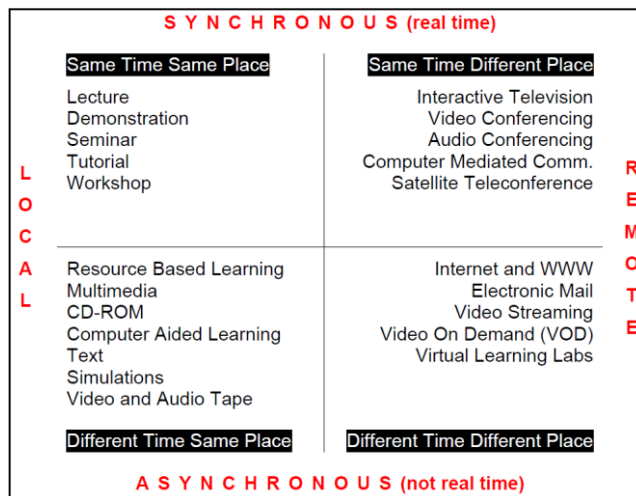 S Y N C H R O N O U S (real time)
Same Time Same Place
Lecture
Demonstration
Seminar
Tutorial
Workshop
Same Time Different Place
Interactive Television
Video Conferencing
Audio Conferencing
Computer Mediated Comm.
Satellite Teleconference
L
O
C
A
L
R
E
M
O
T
E
Resource Based Learning
Multimedia
CD-ROM
Computer Aided Learning
Text
Simulations
Video and Audio Tape
Different Time Same Place
Internet and WWW
Electronic Mail
Video Streaming
Video On Demand (VOD)
Virtual Learning Labs
Different Time Different Place
A S Y N C H R O N O U S (not real time)